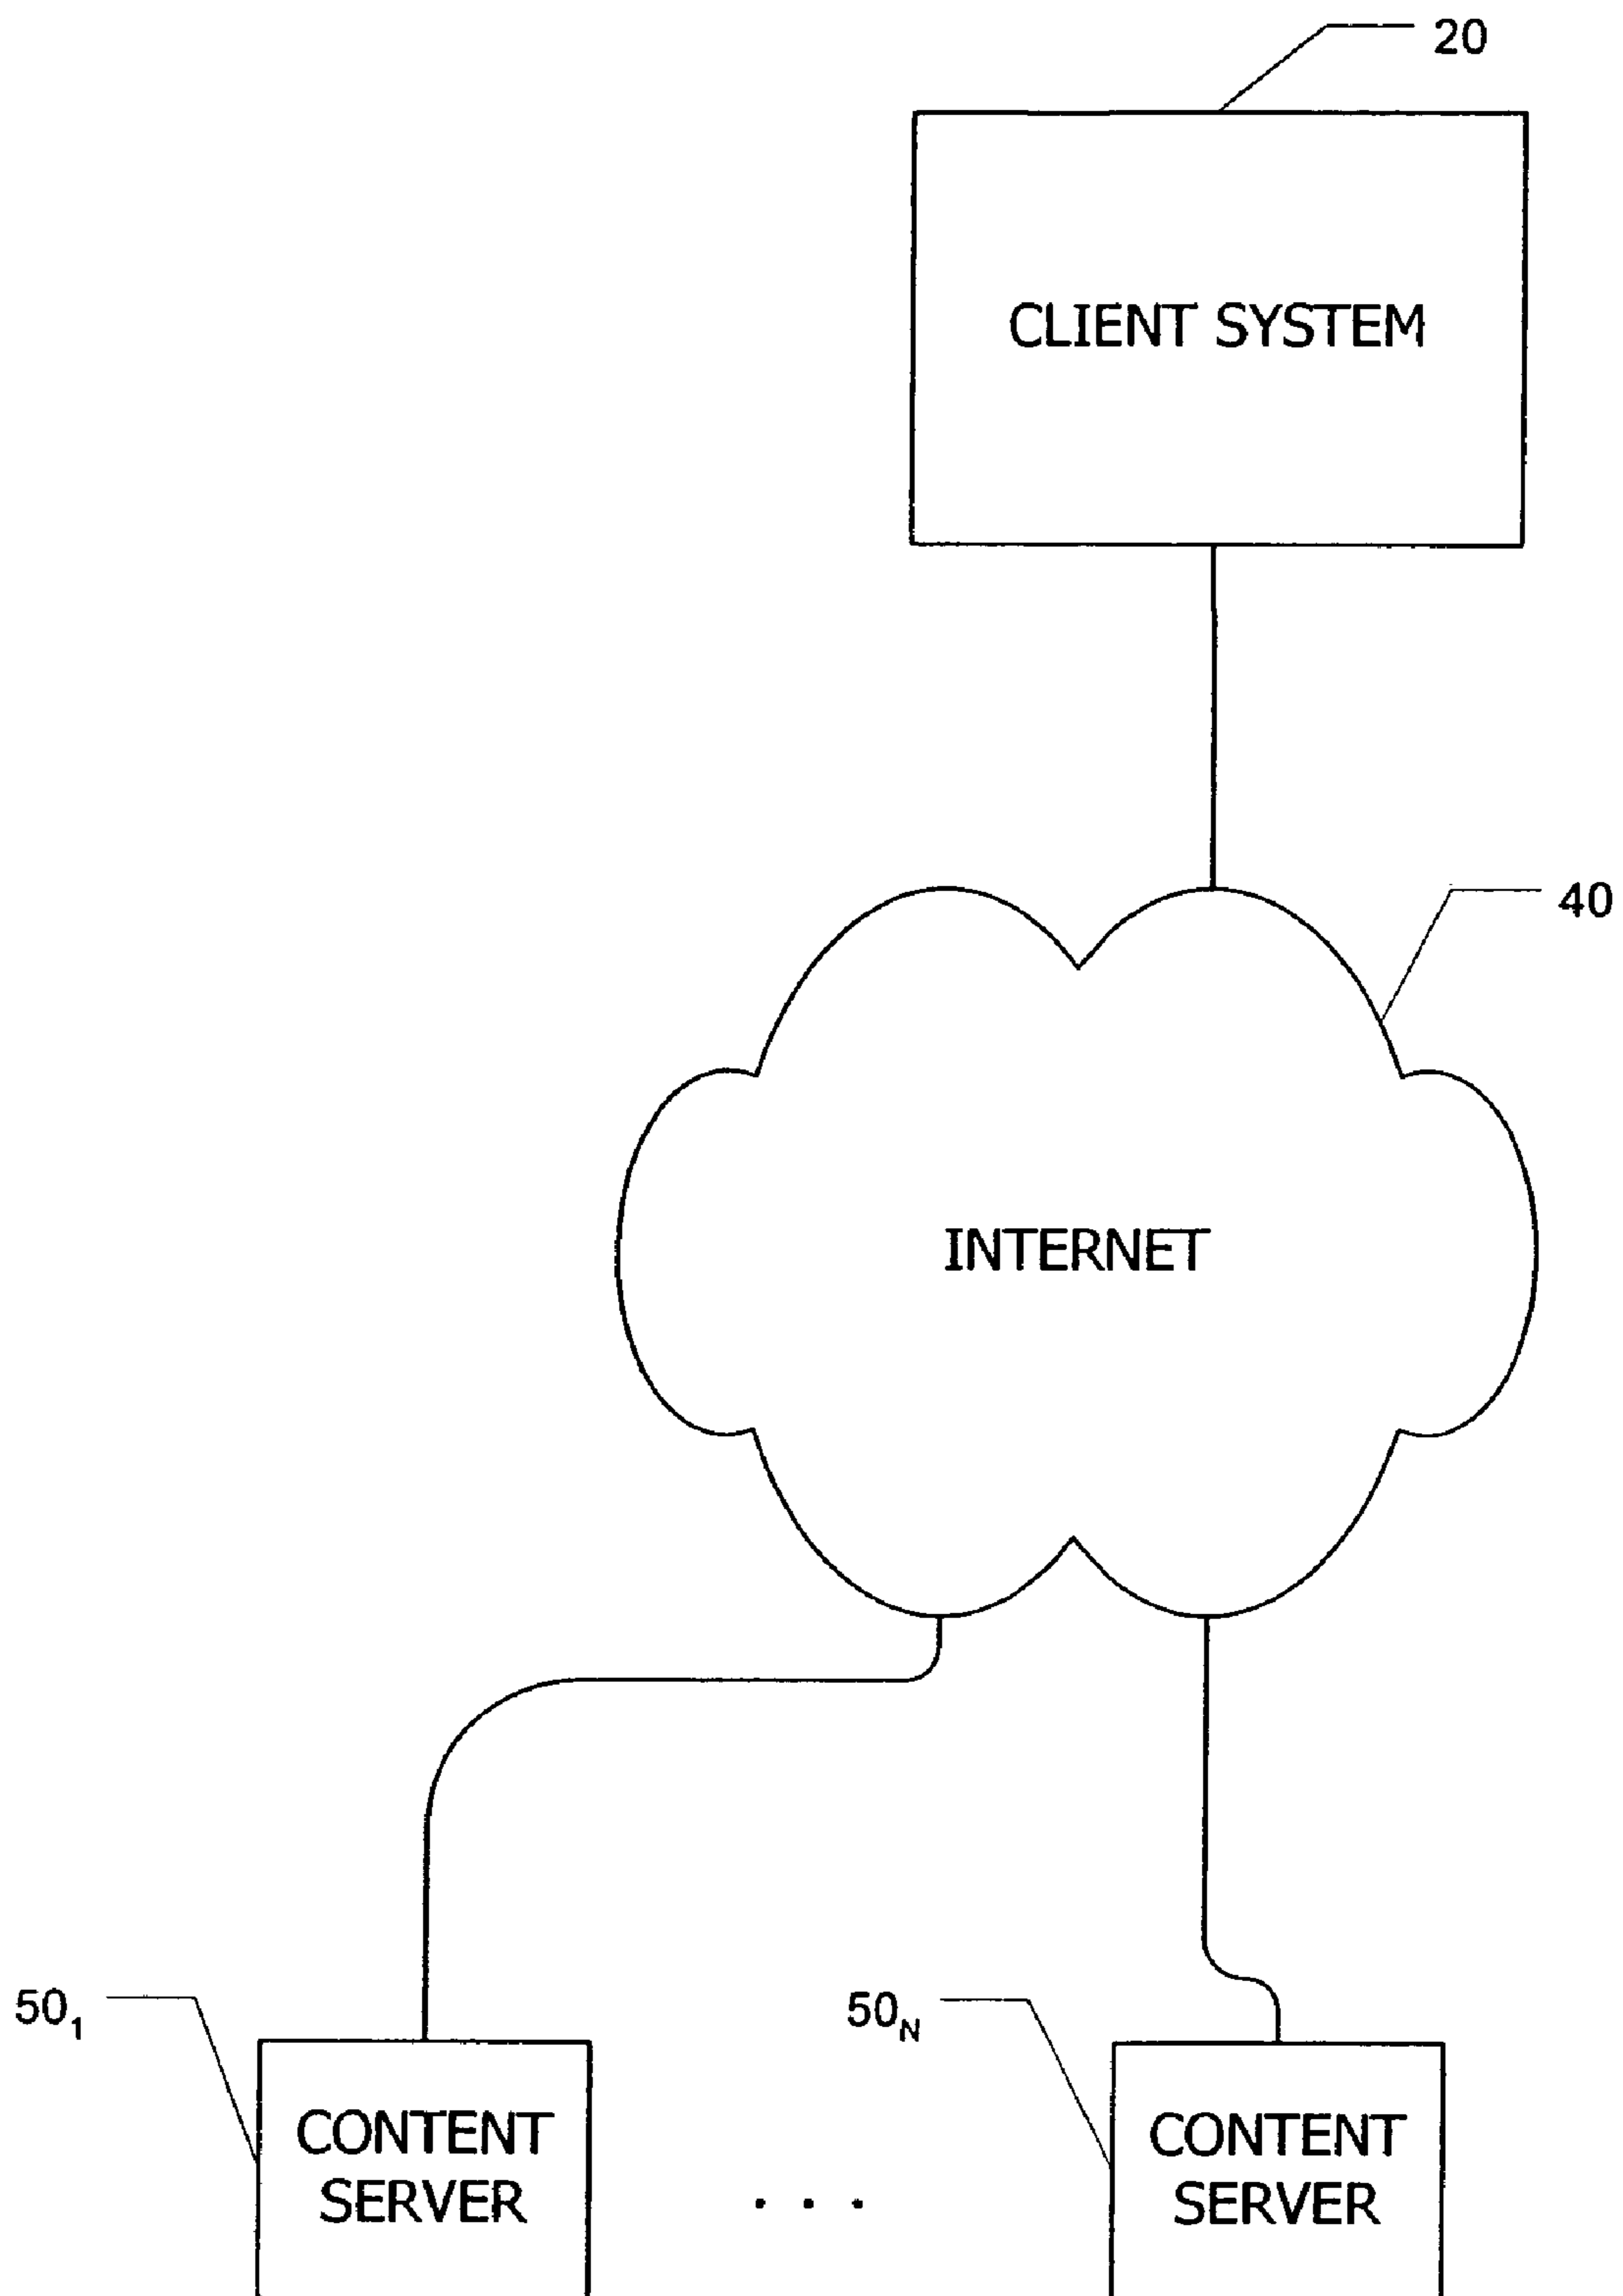 20
CLIENT SYSTEM
40
INTERNET
50₁
50ₙ
CONTENT
SERVER
. . .
CONTENT
SERVER